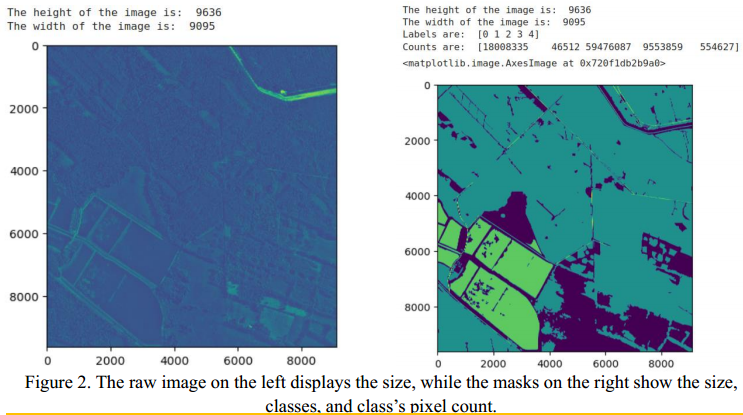 The height of the image is:  9636
The width of the image is:  9095
0
2000
4000
6000
8000
0
2000
4000
6000
8000
The height of the image is:  9636
The width of the image is:  9095
Labels are:  [0 1 2 3 4]
Counts are:  [18008335    46512 59476087  9553859   554627]
<matplotlib.image.AxesImage at 0x720f1db2b9a0>
0
2000
4000
6000
8000
0
2000
4000
6000
8000
Figure 2. The raw image on the left displays the size, while the masks on the right show the size,
classes, and class’s pixel count.